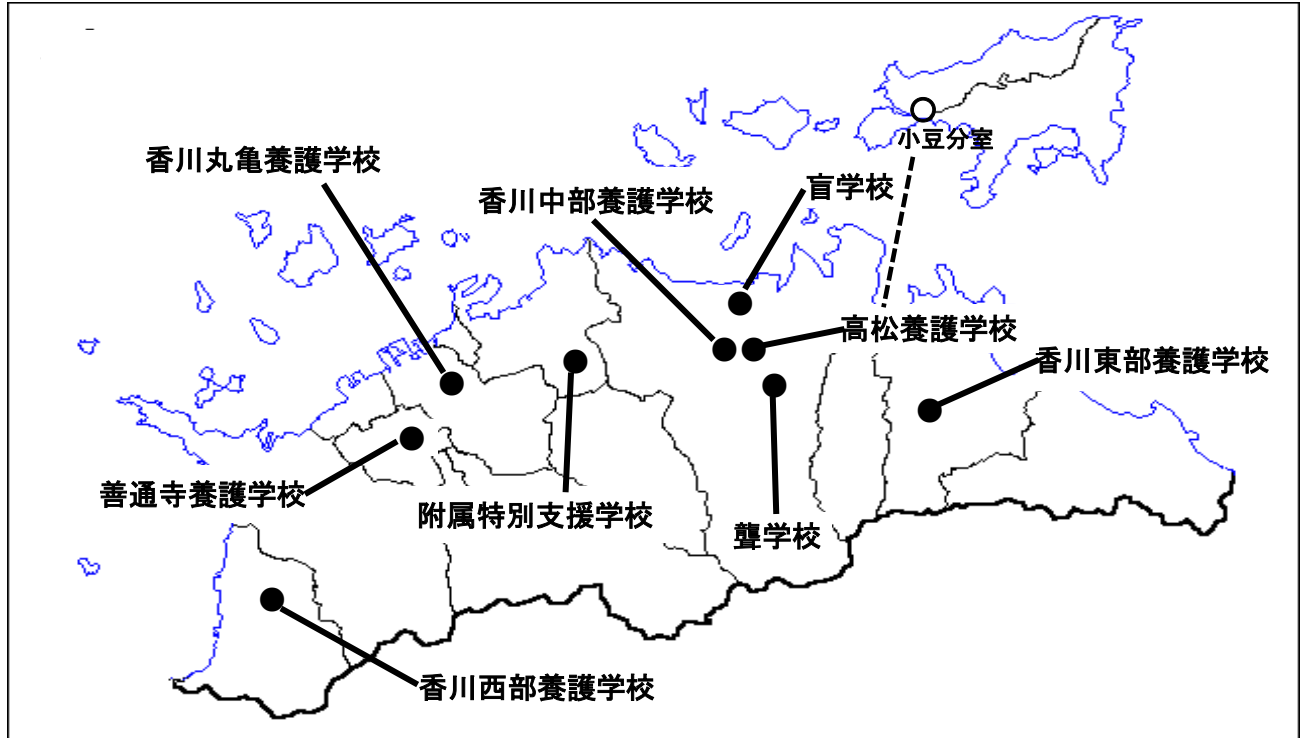 小豆分室
香川丸亀養護学校
盲学校
香川中部養護学校
高松養護学校
香川東部養護学校
善通寺養護学校
附属特別支援学校
聾学校
香川西部養護学校